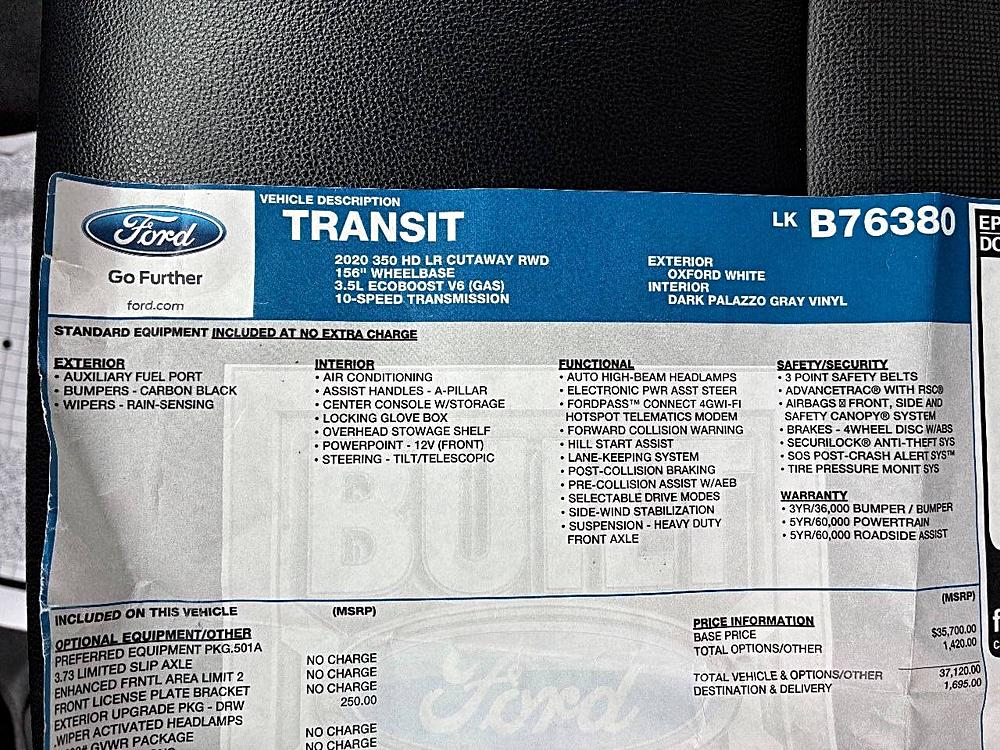 Ford
Go Further
ford.com
VEHICLE DESCRIPTION
TRANSIT
2020 350 HD LR CUTAWAY RWD
156" WHEELBASE
3.5L ECOBOOST V6 (GAS)
10-SPEED TRANSMISSION
LK B76380
EXTERIOR
OXFORD WHITE
INTERIOR
DARK PALAZZO GRAY VINYL
EP
DO
STANDARD EQUIPMENT INCLUDED AT NO EXTRA CHARGE
EXTERIOR
• AUXILIARY FUEL PORT
• BUMPERS - CARBON BLACK
• WIPERS - RAIN-SENSING
INTERIOR
• AIR CONDITIONING
• ASSIST HANDLES - A-PILLAR
• CENTER CONSOLE W/STORAGE
• LOCKING GLOVE BOX
• OVERHEAD STOWAGE SHELF
• POWERPOINT - 12V (FRONT)
• STEERING - TILT/TELESCOPIC
FUNCTIONAL
• AUTO HIGH-BEAM HEADLAMPS
• ELECTRONIC PWR ASST STEER
• FORDPASS™ CONNECT 4GWI-FI
HOTSPOT TELEMATICS MODEM
• FORWARD COLLISION WARNING
• HILL START ASSIST
• LANE-KEEPING SYSTEM
• POST-COLLISION BRAKING
• PRE-COLLISION ASSIST W/AEB
• SELECTABLE DRIVE MODES
• SIDE-WIND STABILIZATION
• SUSPENSION - HEAVY DUTY
FRONT AXLE
SAFETY/SECURITY
• 3 POINT SAFETY BELTS
• ADVANCETRAC® WITH RSC®
• AIRBAGS FRONT, SIDE AND
SAFETY CANOPY® SYSTEM
• BRAKES - 4WHEEL DISC W/ABS
• SECURILOCK® ANTI-THEFT SYS
• SOS POST-CRASH ALERT SYS™
• TIRE PRESSURE MONIT SYS
WARRANTY
• 3YR/36,000 BUMPER / BUMPER
• 5YR/60,000 POWERTRAIN
• 5YR/60,000 ROADSIDE ASSIST
BUILT
Ford
INCLUDED ON THIS VEHICLE (MSRP)
OPTIONAL EQUIPMENT/OTHER
PREFERRED EQUIPMENT PKG.501A
3.73 LIMITED SLIP AXLE NO CHARGE
ENHANCED FRNTL AREA LIMIT 2 NO CHARGE
FRONT LICENSE PLATE BRACKET NO CHARGE
EXTERIOR UPGRADE PKG - DRW 250.00
.WIPER ACTIVATED HEADLAMPS
GVWR PACKAGE NO CHARGE
NO CHARGE
(MSRP)
PRICE INFORMATION
BASE PRICE $35,700.00
TOTAL OPTIONS/OTHER 1,420.00
TOTAL VEHICLE & OPTIONS/OTHER 37,120.00
DESTINATION & DELIVERY 1,695.00